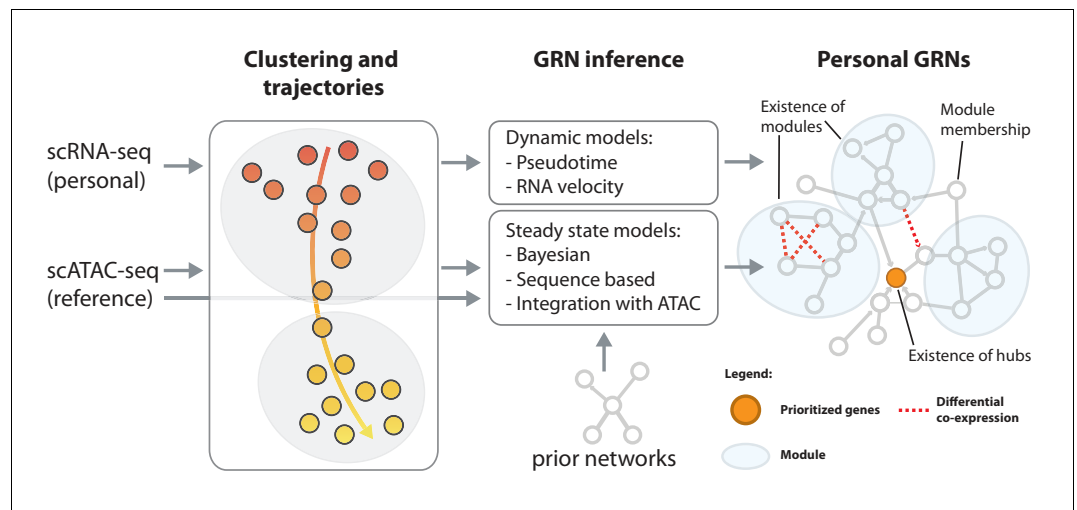 Clustering and
trajectories
GRN inference
Personal GRNs
scRNA-seq
(personal)
scATAC-seq
(reference)
Dynamic models:
- Pseudotime
- RNA velocity
Steady state models:
- Bayesian
- Sequence based
- Integration with ATAC
prior networks
Existence of
modules
Module
membership
Existence of hubs
Legend:
Prioritized genes
Differential
co-expression
Module